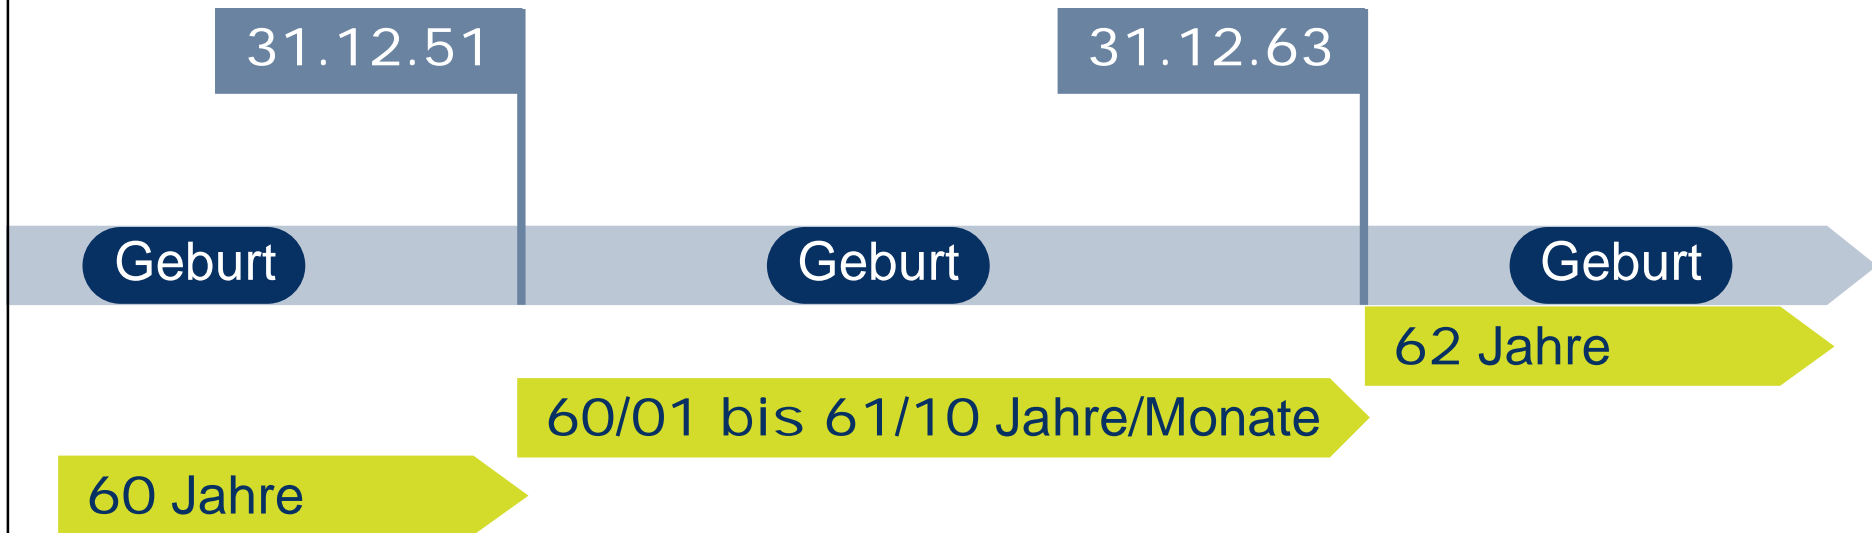 31.12.51
31.12.63
Geburt
Geburt
Geburt
62 Jahre
60/01 bis 61/10 Jahre/Monate
60 Jahre